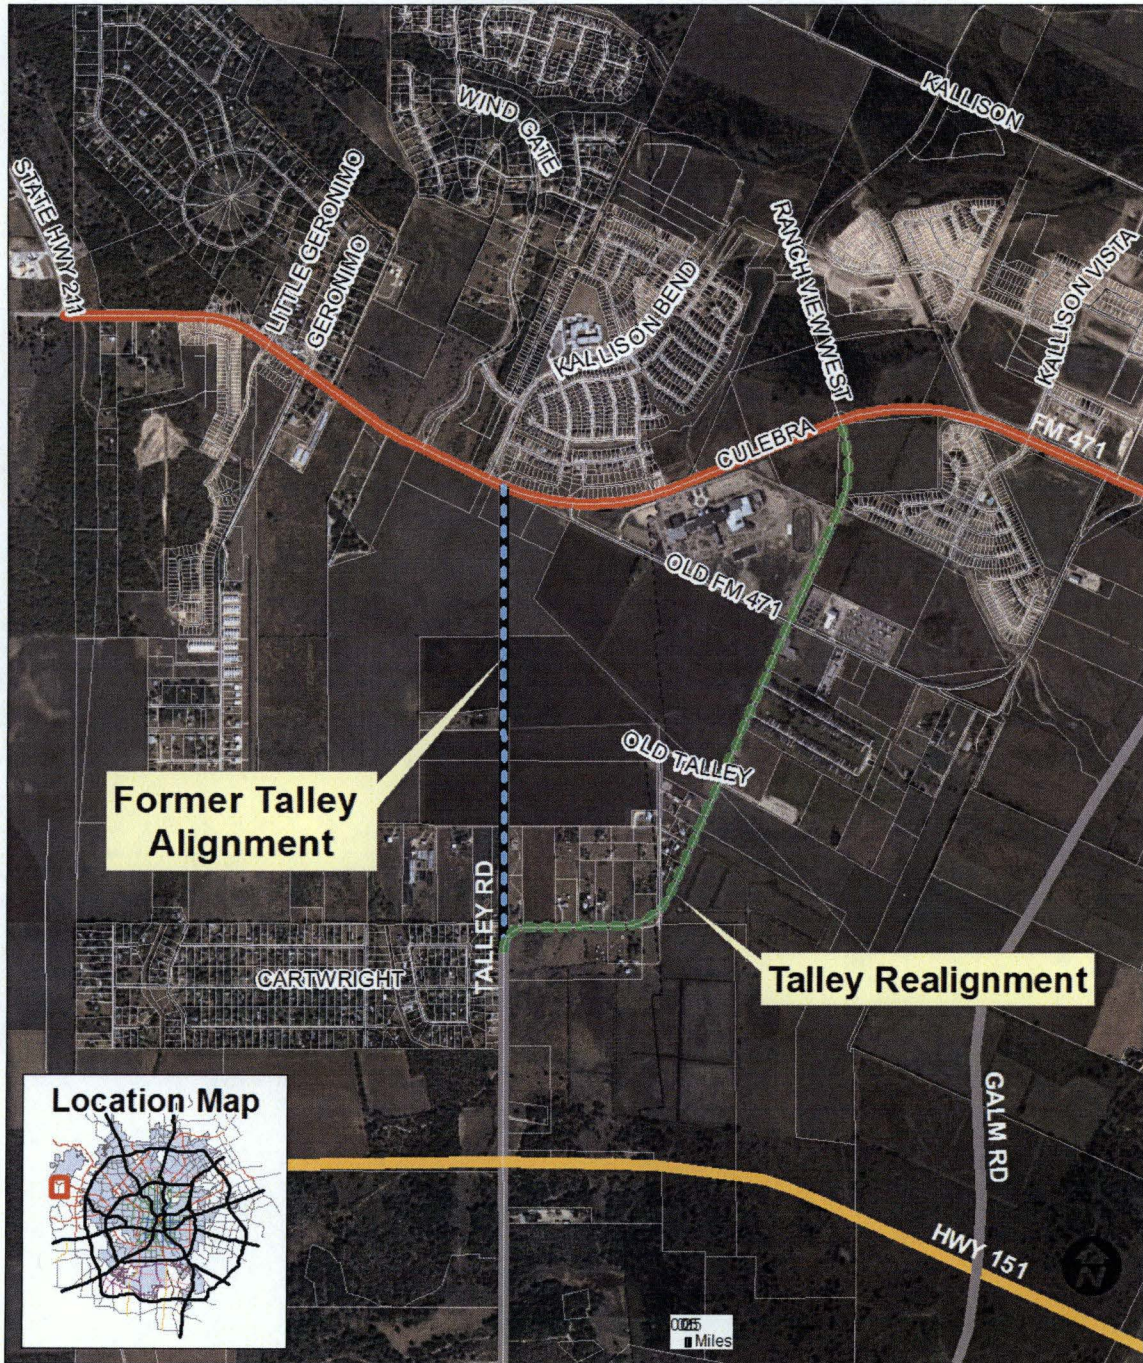 KALLISON
WIND GATE
STATE HWY 211
LITTLE GERONIMO
GERONIMO
RANCHVIEW WEST
KALLISON VISTA
KALLISON BEND
CULEBRA
FM 471
OLD FM 471
OLD TALLEY
Former Talley
Alignment
TALLEY RD
CARTWRIGHT
Talley Realignment
Location Map
GALM RD
HWY 151
N
Miles